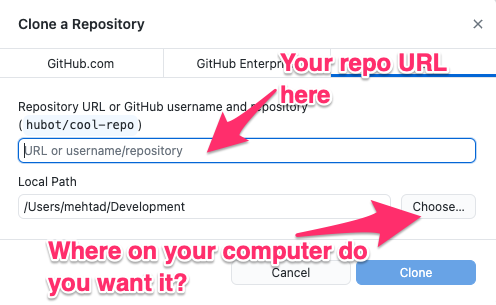 Clone a Repository
GitHub.com
GitHub Enterpr
Your repo URL
here
Repository URL or GitHub username and repository
(hubot/cool-repo)
URL or username/repository
Local Path
/Users/mehtad/Development
Choose...
Where on your computer do
you want it?
Cancel
Clone